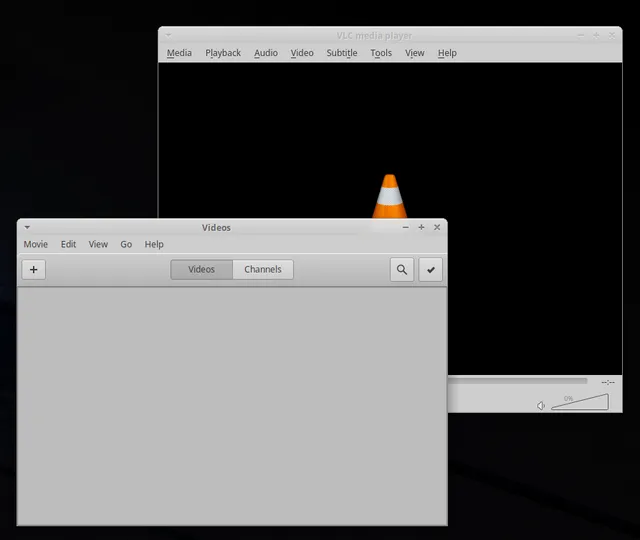 VLC media player
Media Playback Audio Video Subtitle Tools View Help
Videos
Movie Edit View Go Help
Videos Channels
--:--
0%